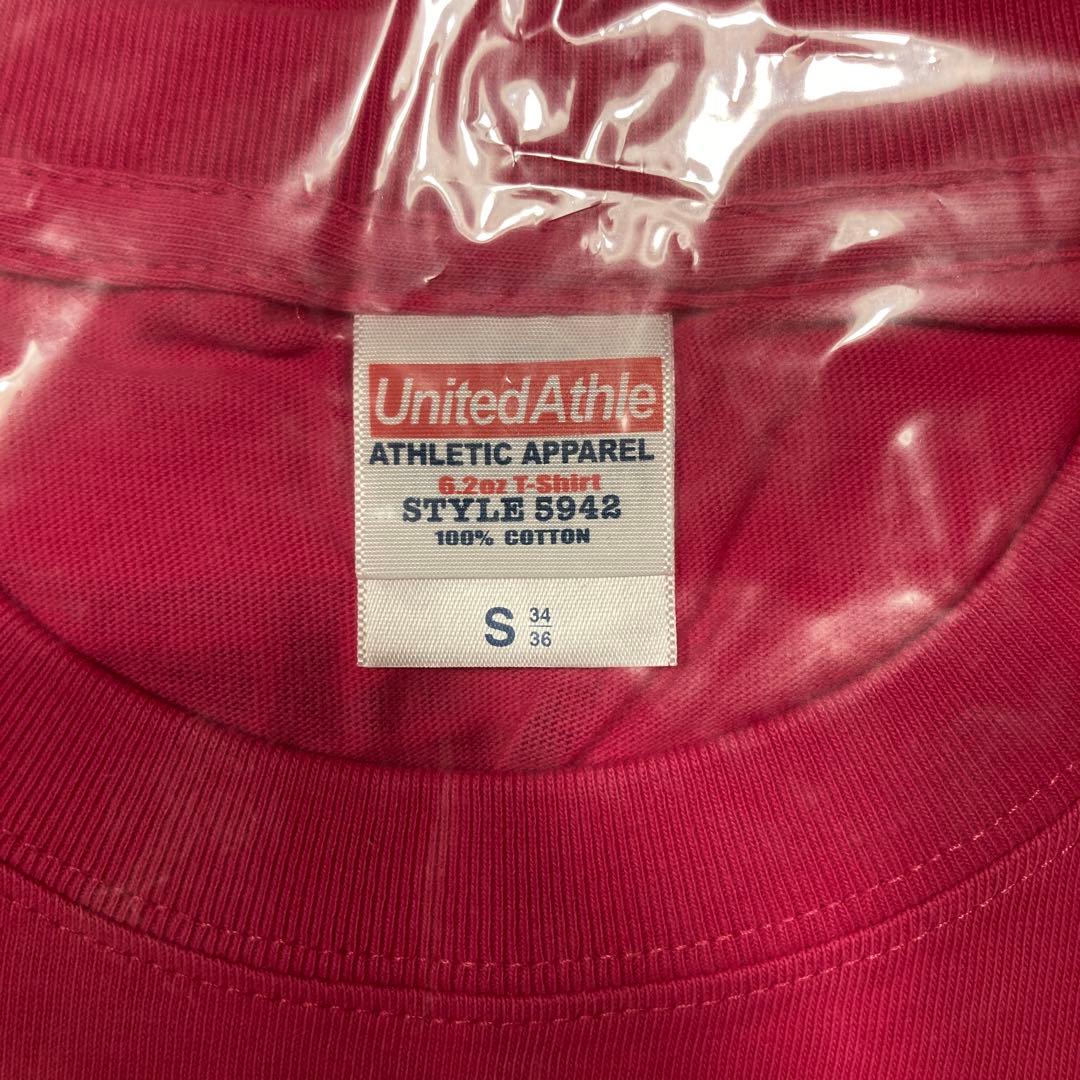 UnitedAthle
ATHLETIC APPAREL
6.2oz T-Shirt
STYLE 5942
100% COTTON
S 34/36